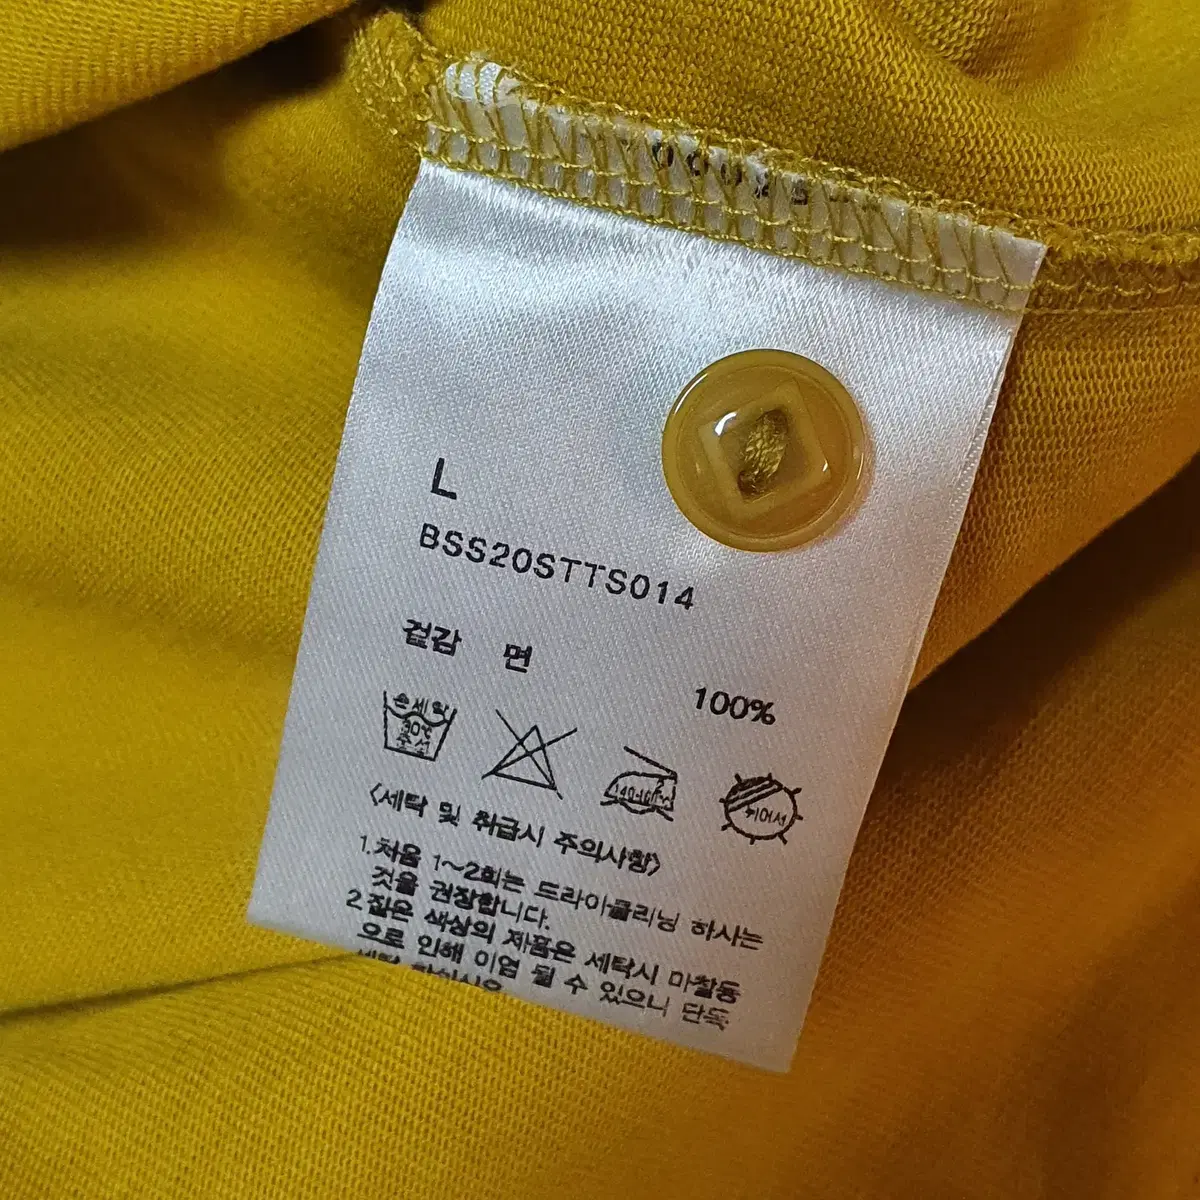 L
BSS20STTS014
겉감 면 100%
손세탁
30℃
중성
뉘어서
<세탁 및 취급시 주의사항>
1.처음 1~2회는 드라이클리닝 하시는
것을 권장합니다.
2.짙은 색상의 제품은 세탁시 마찰등
으로 인해 이염 될 수 있으니 단독